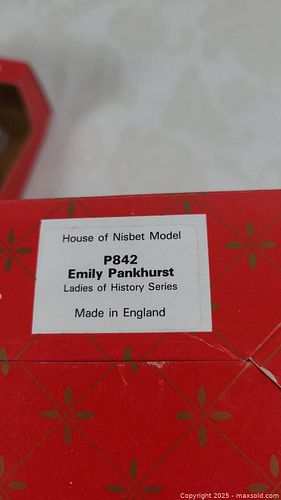 House of Nisbet Model
P842
Emily Pankhurst
Ladies of History Series
Made in England
Copyright 2025 - maxsold.com